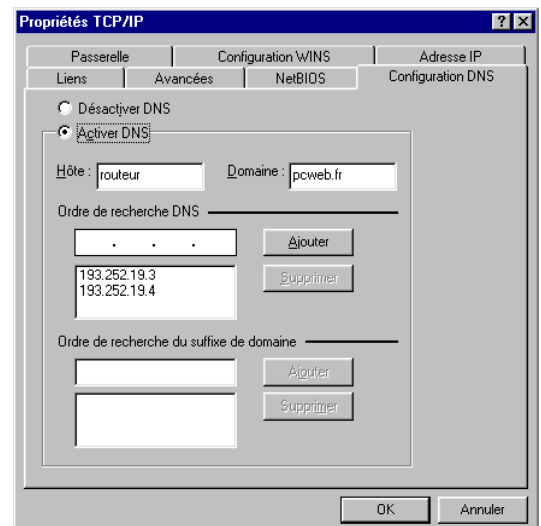 Propriétés TCP/IP
Passerelle Configuration WINS Adresse IP
Liens Avancées NetBIOS Configuration DNS
Désactiver DNS
Activer DNS
Hôte : routeur Domaine : pcweb.fr
Ordre de recherche DNS
. . . Ajouter
193.252.19.3 Supprimer
193.252.19.4
Ordre de recherche du suffixe de domaine
Ajouter
Supprimer
OK Annuler